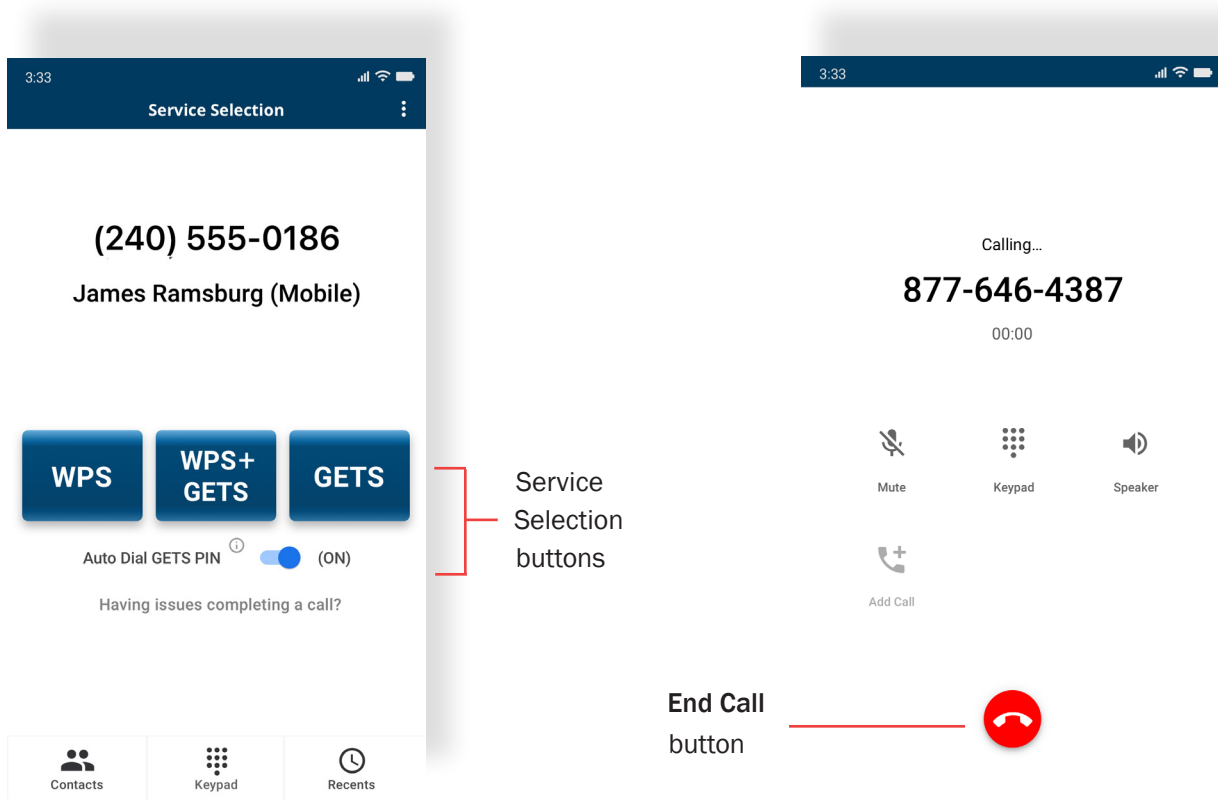 3:33
Service Selection
(240) 555-0186
James Ramsburg (Mobile)
WPS
WPS+
GETS
GETS
Auto Dial GETS PIN
(ON)
Having issues completing a call?
Contacts
Keypad
Recents
Service
Selection
buttons
3:33
Calling...
877-646-4387
00:00
Mute
Keypad
Speaker
Add Call
End Call
button